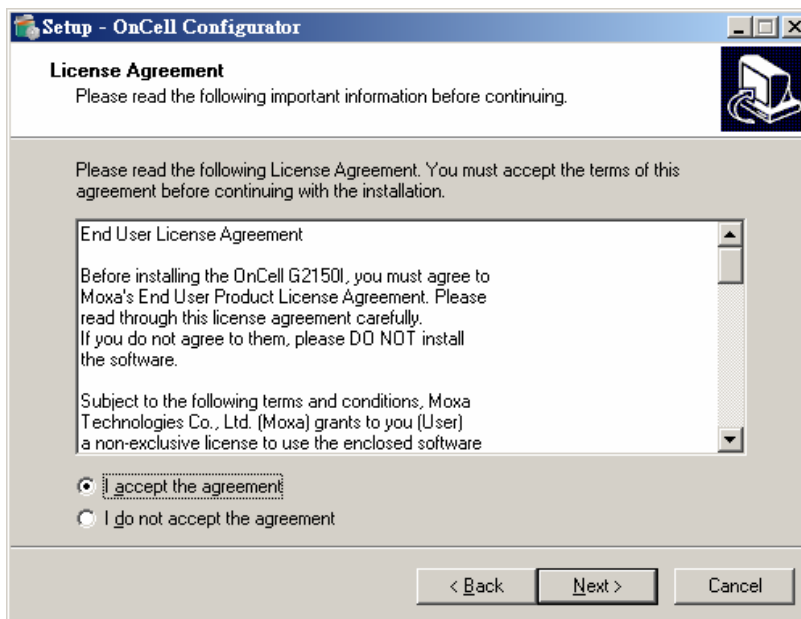 Setup - OnCell Configurator
License Agreement
Please read the following important information before continuing.
Please read the following License Agreement. You must accept the terms of this
agreement before continuing with the installation.
End User License Agreement
Before installing the OnCell G2150I, you must agree to
Moxa's End User Product License Agreement. Please
read through this license agreement carefully.
If you do not agree to them, please DO NOT install
the software.
Subject to the following terms and conditions, Moxa
Technologies Co., Ltd. (Moxa) grants to you (User)
a non-exclusive license to use the enclosed software
I accept the agreement
I do not accept the agreement
< Back Next > Cancel